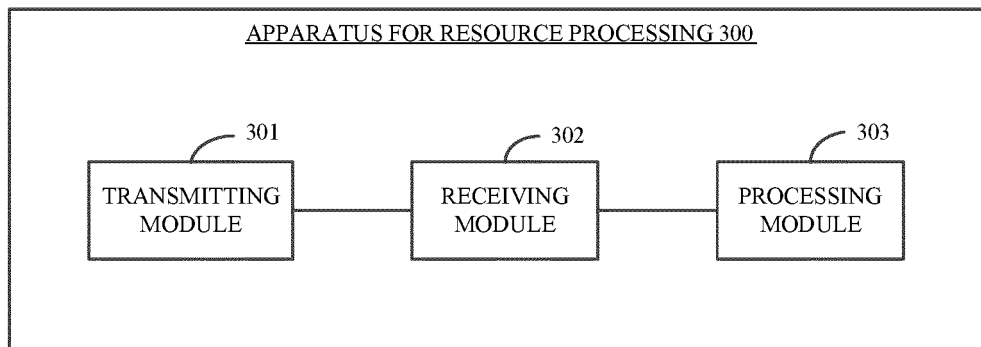 APPARATUS FOR RESOURCE PROCESSING 300
301
302
303
TRANSMITTING
MODULE
RECEIVING
MODULE
PROCESSING
MODULE